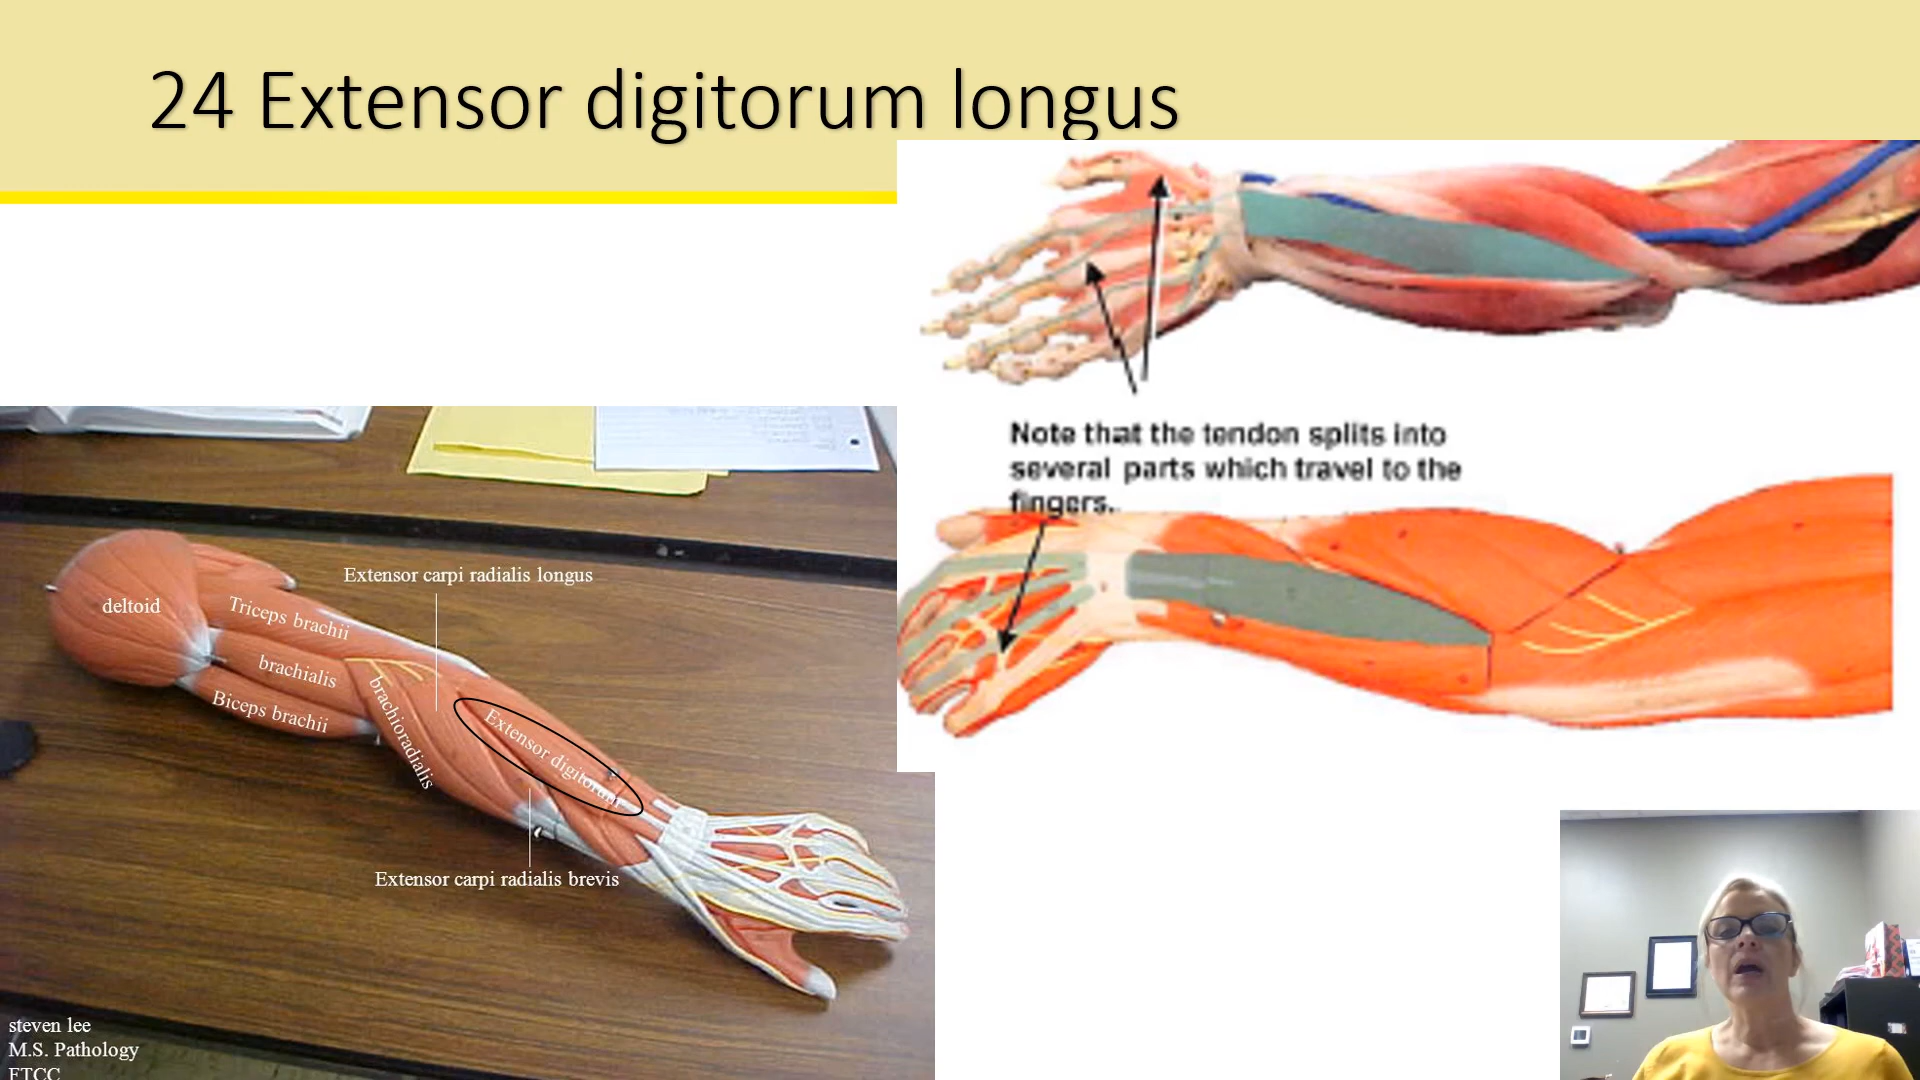 24 Extensor digitorum longus
Note that the tendon splits into
several parts which travel to the
fingers.
Extensor carpi radialis longus
deltoid
Triceps brachii
brachialis
Biceps brachii
brachioradialis
Extensor digitorum
Extensor carpi radialis brevis
steven lee
M.S. Pathology
FTCC